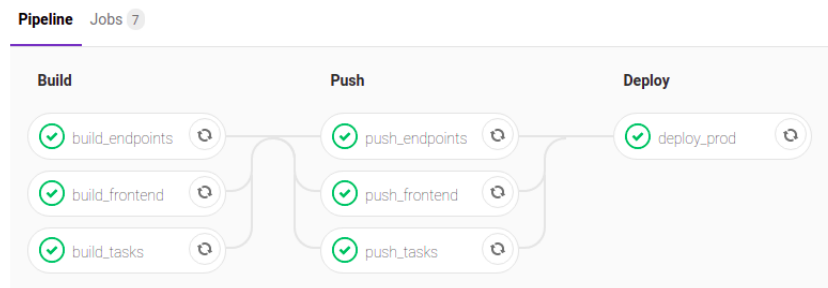 Pipeline Jobs 7
Build Push Deploy
build_endpoints push_endpoints deploy_prod
build_frontend push_frontend
build_tasks push_tasks